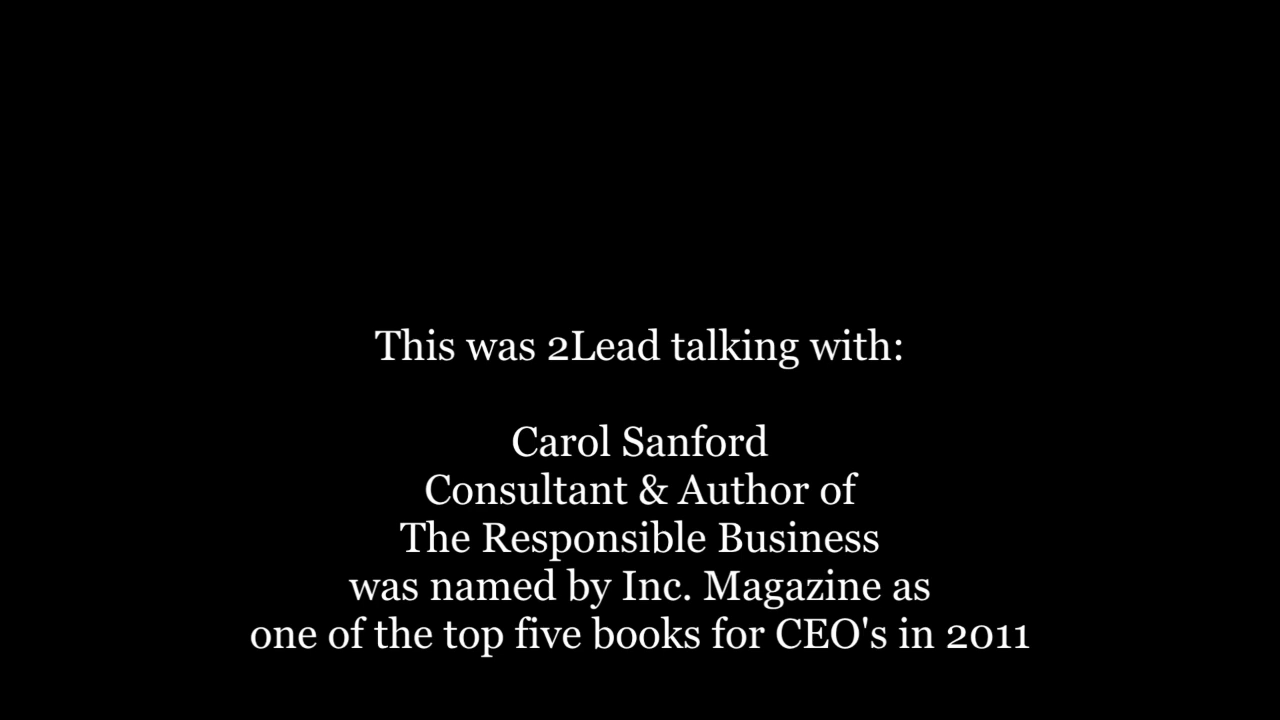 This was 2Lead talking with:
Carol Sanford
Consultant & Author of
The Responsible Business
was named by Inc. Magazine as
one of the top five books for CEO's in 2011